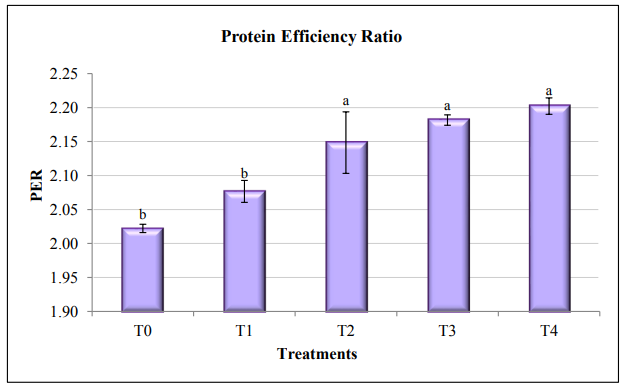 Protein Efficiency Ratio
2.25
2.20
2.15
2.10
2.05
2.00
1.95
1.90
PER
b
b
a
a
a
T0 T1 T2 T3 T4
Treatments